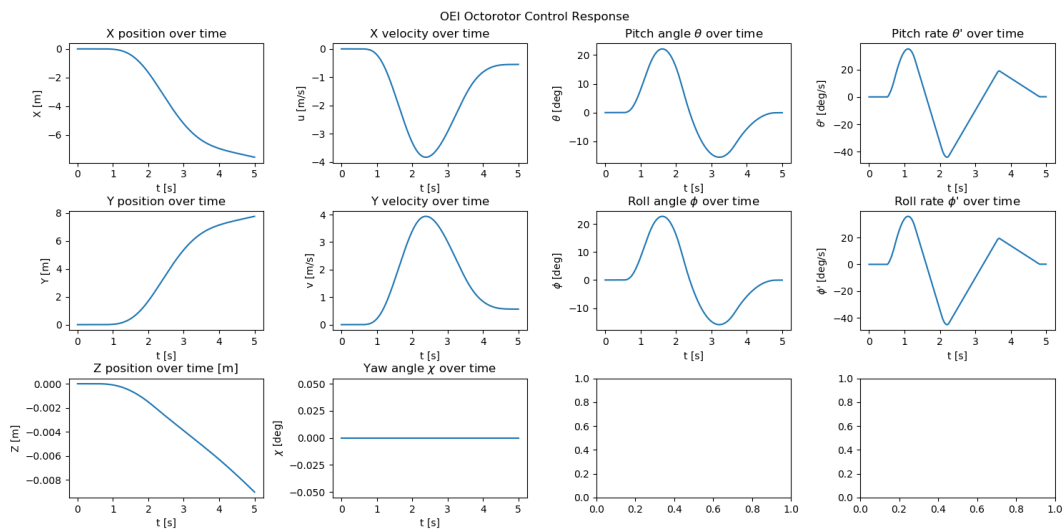 OEI Octorotor Control Response
X position over time
X [m]
0
−2
−4
−6
0 1 2 3 4 5
t [s]
X velocity over time
u [m/s]
0
−1
−2
−3
−4
0 1 2 3 4 5
t [s]
Pitch angle θ over time
θ [deg]
20
10
0
−10
0 1 2 3 4 5
t [s]
Pitch rate θ' over time
θ' [deg/s]
20
0
−20
−40
0 1 2 3 4 5
t [s]
Y position over time
Y [m]
8
6
4
2
0
0 1 2 3 4 5
t [s]
Y velocity over time
v [m/s]
4
3
2
1
0
0 1 2 3 4 5
t [s]
Roll angle ϕ over time
ϕ [deg]
20
10
0
−10
0 1 2 3 4 5
t [s]
Roll rate ϕ' over time
ϕ' [deg/s]
20
0
−20
−40
0 1 2 3 4 5
t [s]
Z position over time [m]
Z [m]
0.000
−0.002
−0.004
−0.006
−0.008
0 1 2 3 4 5
t [s]
Yaw angle χ over time
χ [deg]
0.050
0.025
0.000
−0.025
−0.050
0 1 2 3 4 5
t [s]
1.0
0.8
0.6
0.4
0.2
0.0
0.0 0.2 0.4 0.6 0.8 1.0
1.0
0.8
0.6
0.4
0.2
0.0
0.0 0.2 0.4 0.6 0.8 1.0